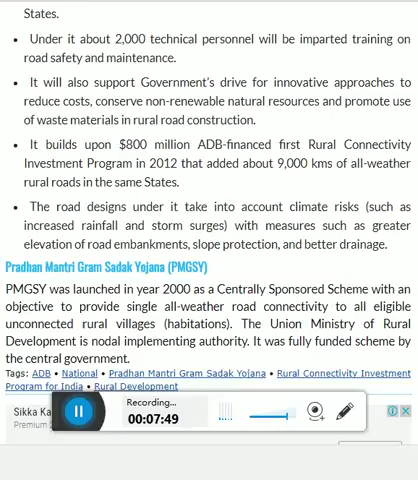 States.
• Under it about 2,000 technical personnel will be imparted training on
road safety and maintenance.
• It will also support Government's drive for innovative approaches to
reduce costs, conserve non-renewable natural resources and promote use
of waste materials in rural road construction.
• It builds upon $800 million ADB-financed first Rural Connectivity
Investment Program in 2012 that added about 9,000 kms of all-weather
rural roads in the same States.
• The road designs under it take into account climate risks (such as
increased rainfall and storm surges) with measures such as greater
elevation of road embankments, slope protection, and better drainage.
Pradhan Mantri Gram Sadak Yojana (PMGSY)
PMGSY was launched in year 2000 as a Centrally Sponsored Scheme with an
objective to provide single all-weather road connectivity to all eligible
unconnected rural villages (habitations). The Union Ministry of Rural
Development is nodal implementing authority. It was fully funded scheme by
the central government.
Tags: ADB • National • Pradhan Mantri Gram Sadak Yojana • Rural Connectivity Investment
Program for India • Rural Development
Sikka Ka
Premium
Recording...
00:07:49